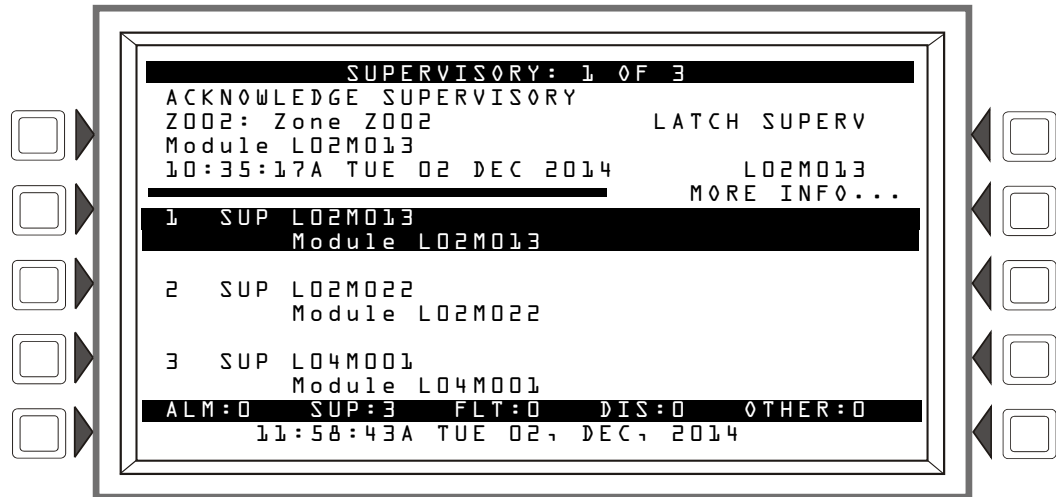 SUPERVISORY: 1 OF 3
ACKNOWLEDGE SUPERVISORY
Z002: Zone Z002 LATCH SUPERV
Module L02M013
10:35:17A TUE 02 DEC 2014 L02M013
MORE INFO...
1 SUP L02M013
Module L02M013
2 SUP L02M022
Module L02M022
3 SUP L04M001
Module L04M001
ALM:0 SUP:3 FLT:0 DIS:0 OTHER:0
11:58:43A TUE 02, DEC, 2014